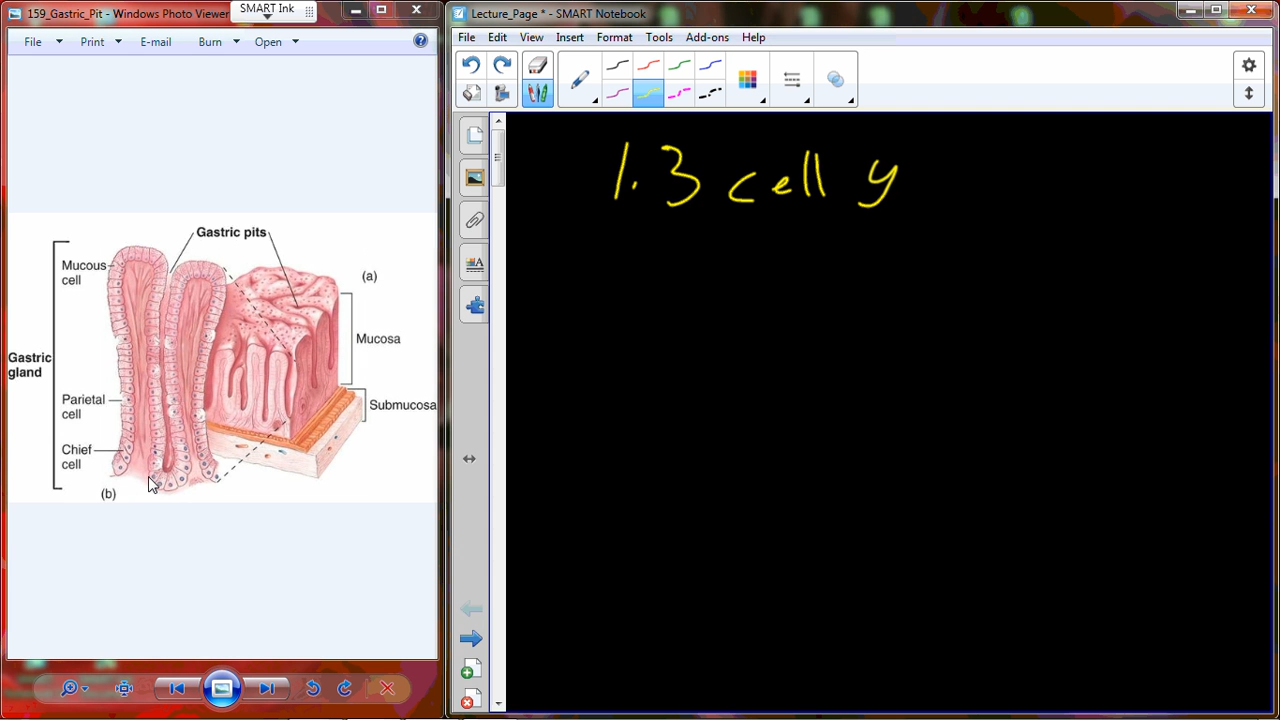 159_Gastric_Pit - Windows Photo Viewer
SMART Ink
File Print E-mail Burn Open
Gastric pits
(a)
Mucous
cell
Mucosa
Gastric
gland
Parietal
cell
Submucosa
Chief
cell
(b)
Lecture_Page * - SMART Notebook
File Edit View Insert Format Tools Add-ons Help
1.3 cell y